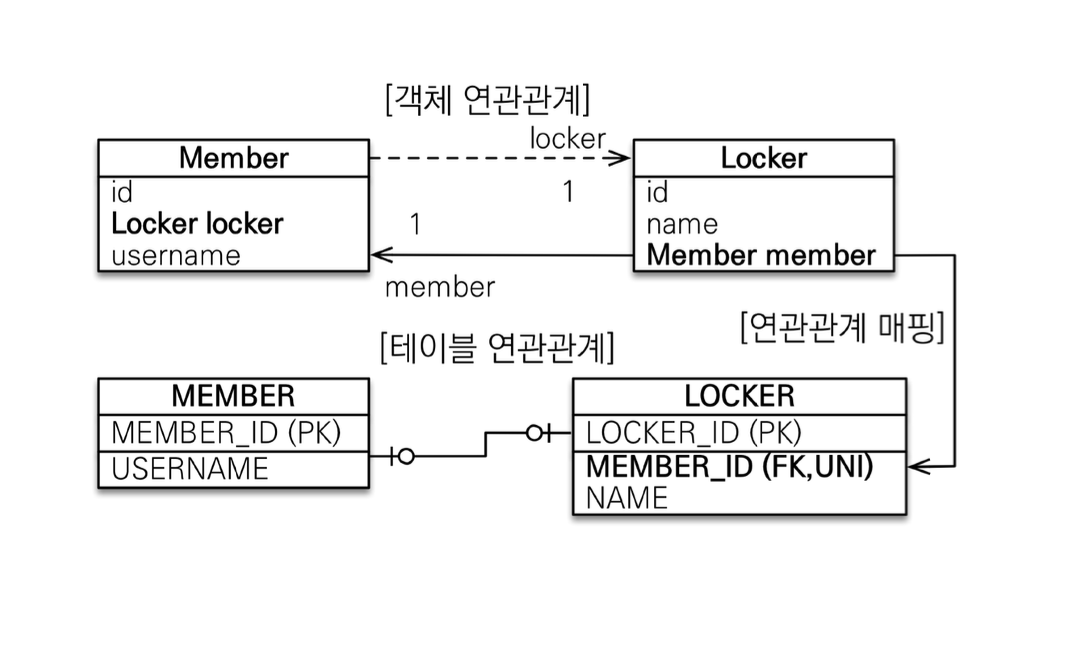 [객체 연관관계]
locker
Member
id
Locker locker
username
1
1
Locker
id
name
Member member
member
[연관관계 매핑]
[테이블 연관관계]
MEMBER
MEMBER_ID (PK)
USERNAME
LOCKER
LOCKER_ID (PK)
MEMBER_ID (FK,UNI)
NAME